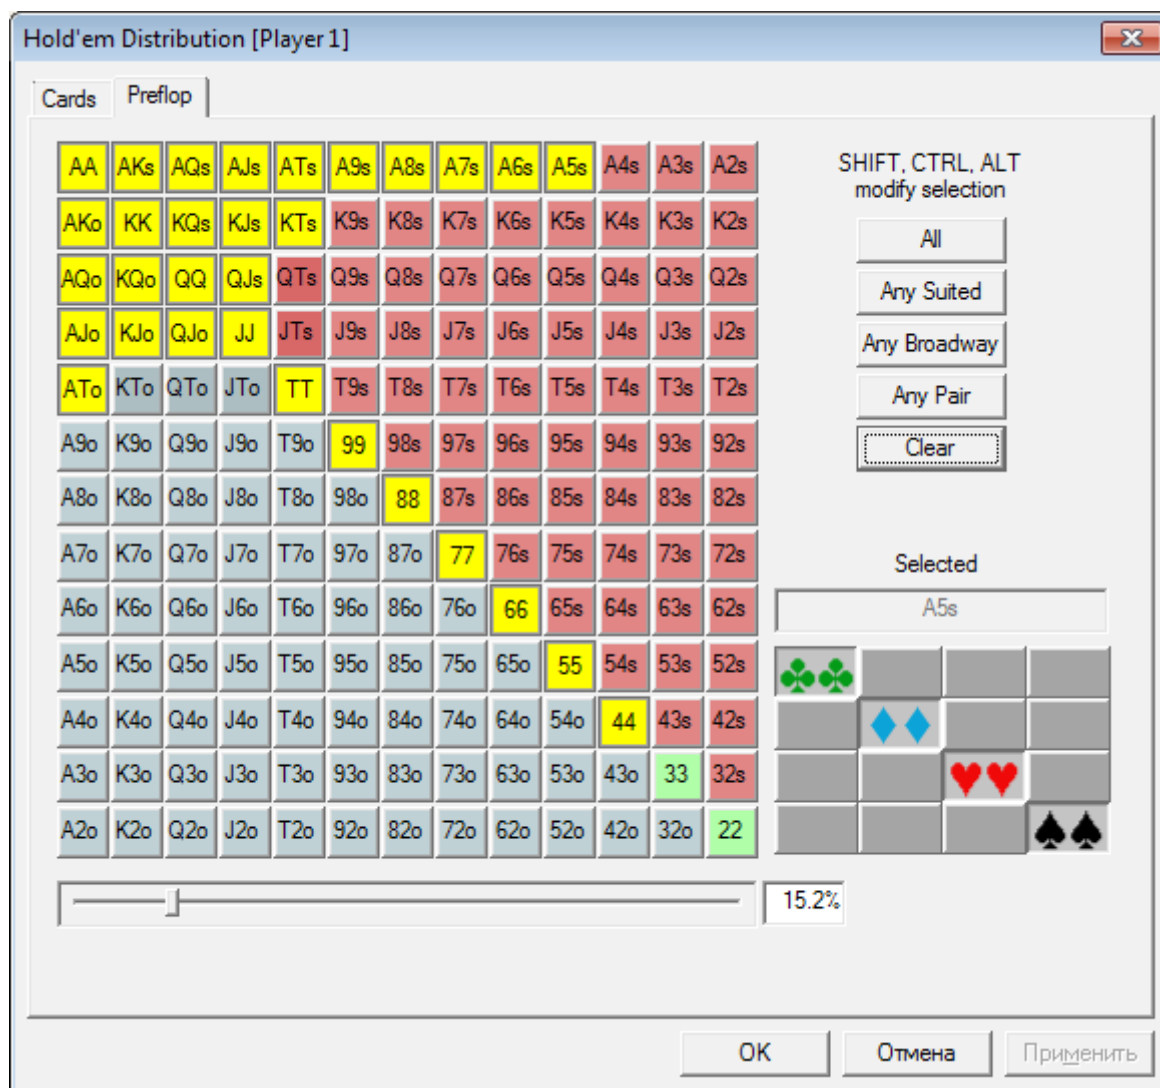 Hold'em Distribution [Player 1]
Cards Preflop
AA AKs AQs AJs ATs A9s A8s A7s A6s A5s A4s A3s A2s
AKo KK KQs KJs KTs K9s K8s K7s K6s K5s K4s K3s K2s
AQo KQo QQ QJs QTs Q9s Q8s Q7s Q6s Q5s Q4s Q3s Q2s
AJo KJo QJo JJ JTs J9s J8s J7s J6s J5s J4s J3s J2s
ATo KTo QTo JTo TT T9s T8s T7s T6s T5s T4s T3s T2s
A9o K9o Q9o J9o T9o 99 98s 97s 96s 95s 94s 93s 92s
A8o K8o Q8o J8o T8o 98o 88 87s 86s 85s 84s 83s 82s
A7o K7o Q7o J7o T7o 97o 87o 77 76s 75s 74s 73s 72s
A6o K6o Q6o J6o T6o 96o 86o 76o 66 65s 64s 63s 62s
A5o K5o Q5o J5o T5o 95o 85o 75o 65o 55 54s 53s 52s
A4o K4o Q4o J4o T4o 94o 84o 74o 64o 54o 44 43s 42s
A3o K3o Q3o J3o T3o 93o 83o 73o 63o 53o 43o 33 32s
A2o K2o Q2o J2o T2o 92o 82o 72o 62o 52o 42o 32o 22
15.2%
SHIFT, CTRL, ALT
modify selection
All
Any Suited
Any Broadway
Any Pair
Clear
Selected
A5s
OK Отмена Применить